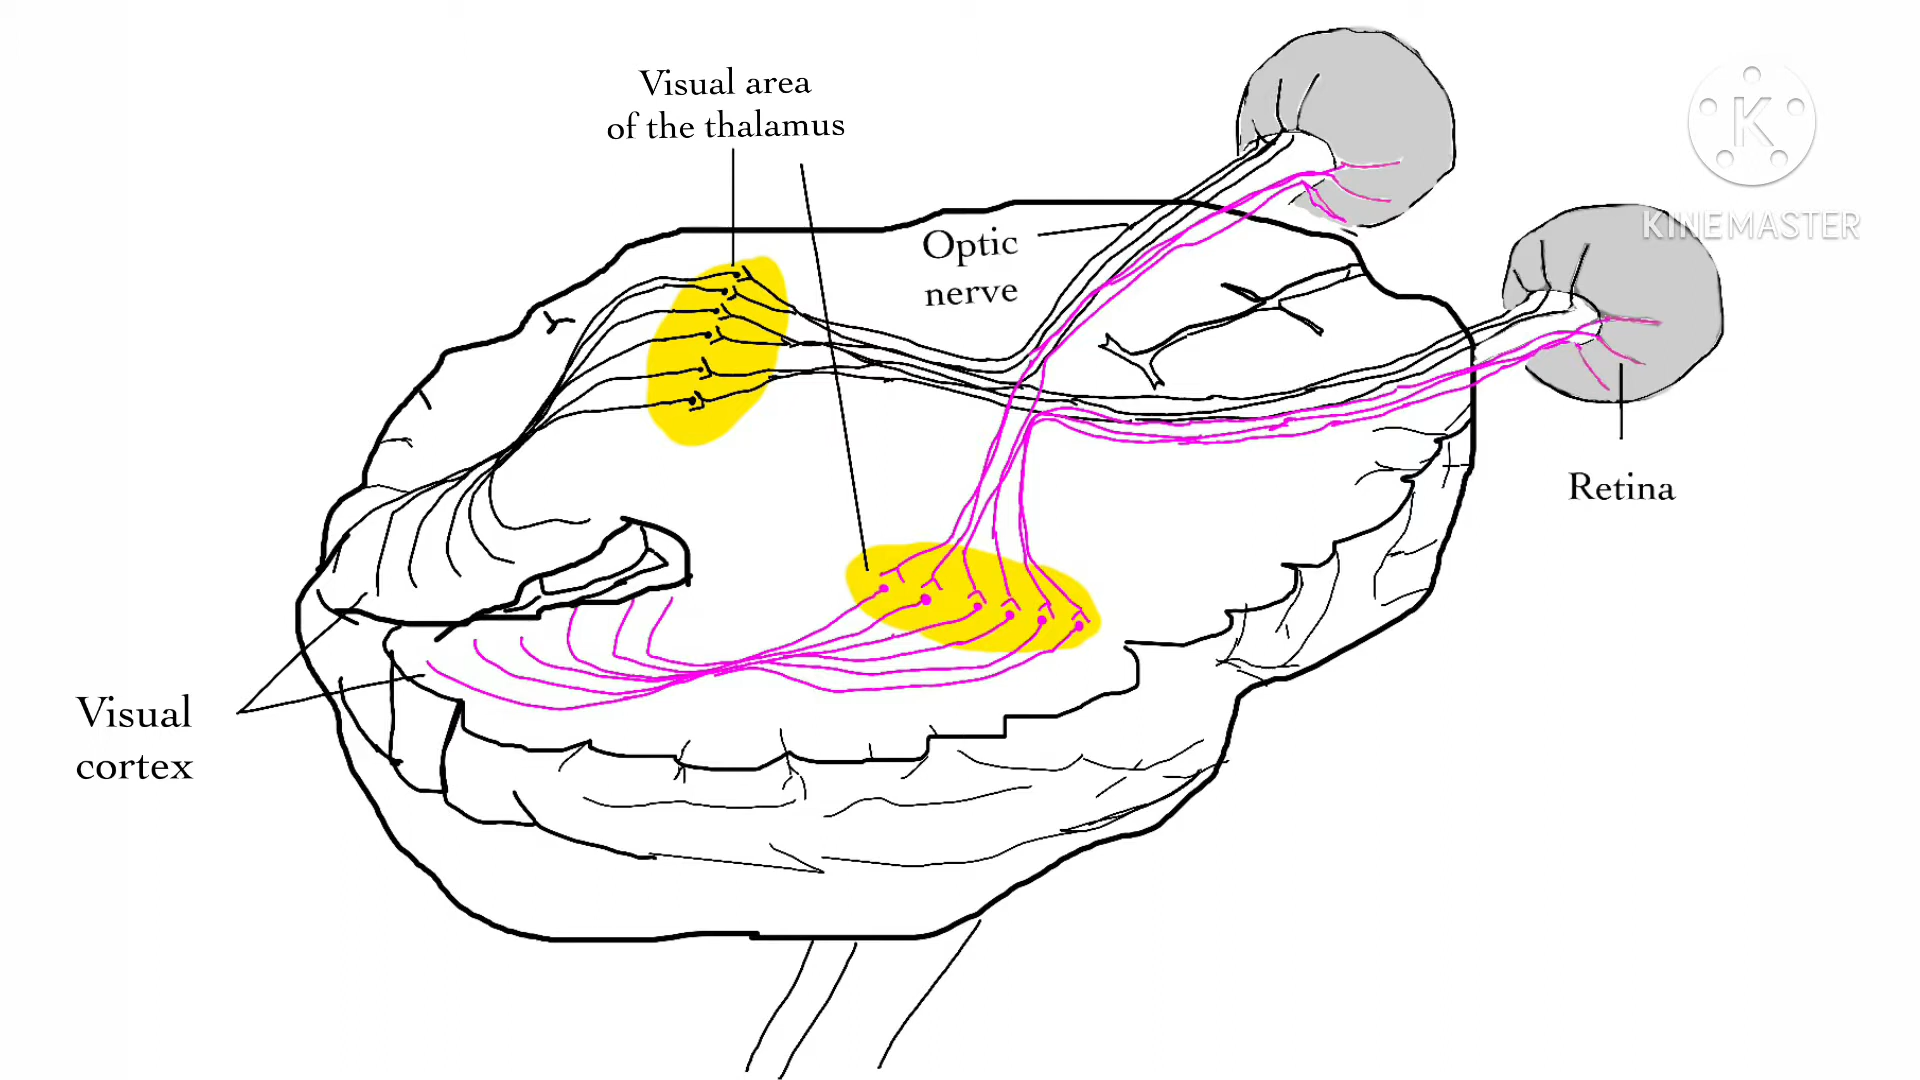 Visual area
of the thalamus
Optic
nerve
K
KINEMASTER
Retina
Visual
cortex